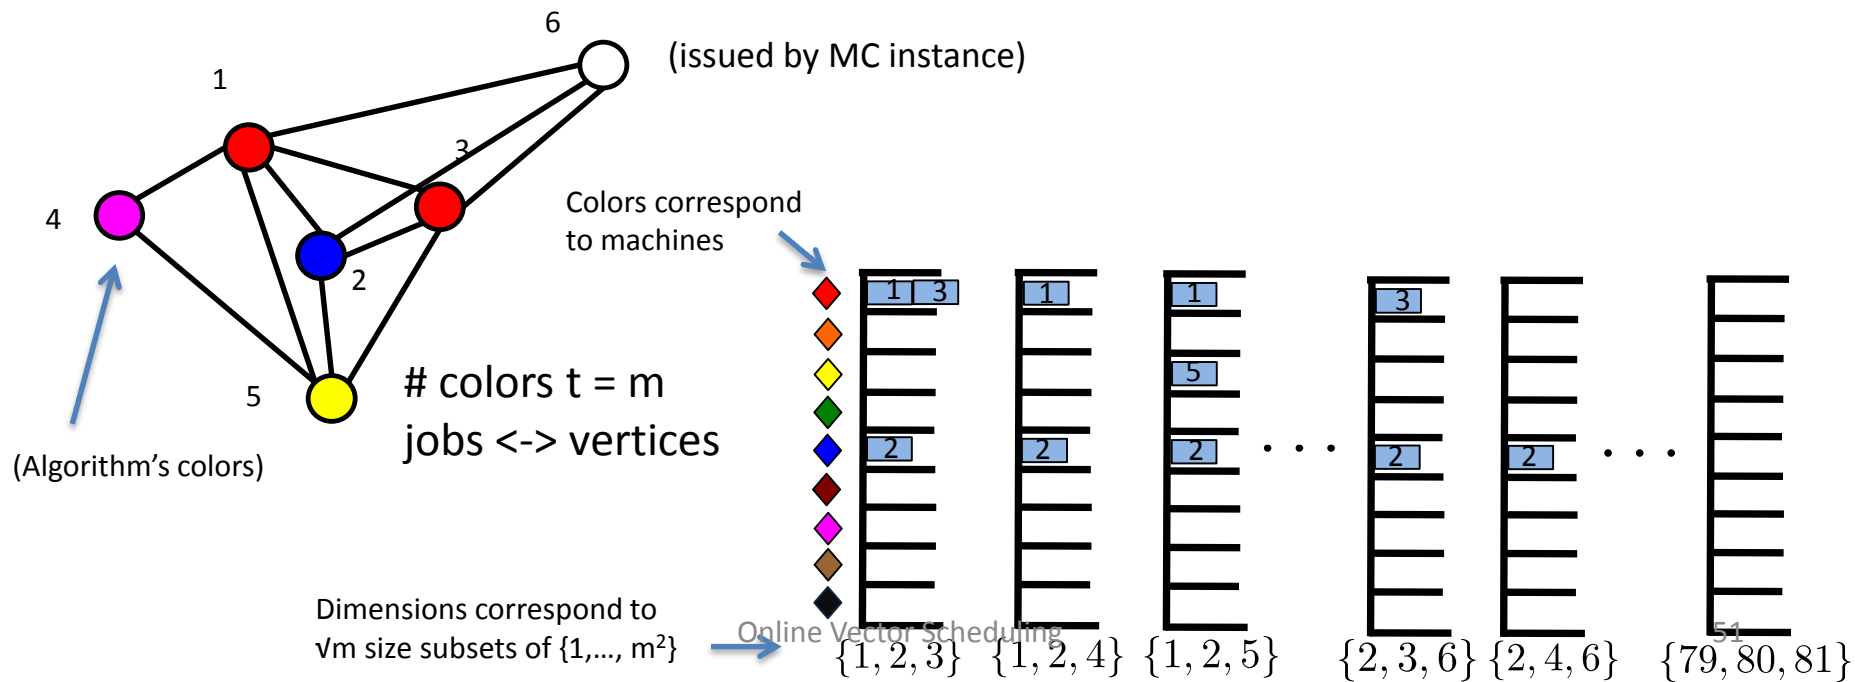 6
(issued by MC instance)
1
3
4
2
5
Colors correspond
to machines
# colors t = m
jobs <-> vertices
(Algorithm's colors)
1 3 1 1 3
5
2 2 2 . . . 2 2 . . .
Dimensions correspond to
√m size subsets of {1,..., m²}
Online Vector Scheduling
51
{1, 2, 3} {1, 2, 4} {1, 2, 5} {2, 3, 6} {2, 4, 6} {79, 80, 81}